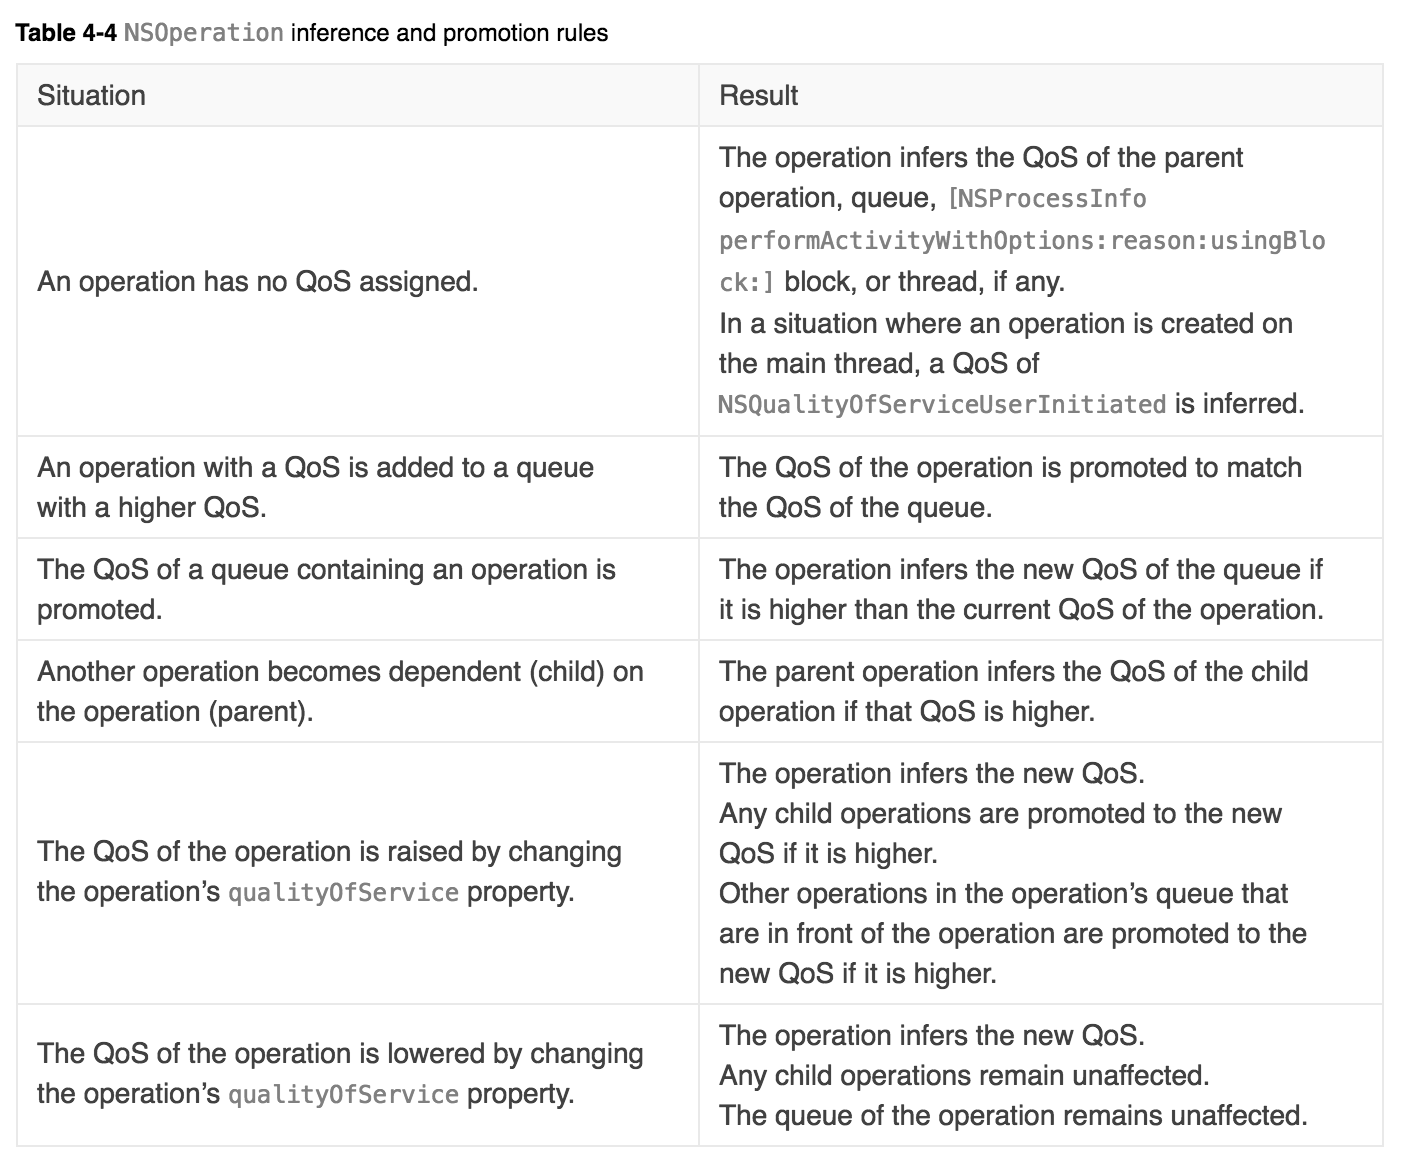 Table 4-4 NSOperation inference and promotion rules
Situation
Result
An operation has no QoS assigned.
The operation infers the QoS of the parent
operation, queue, [NSProcessInfo
performActivityWithOptions:reason:usingBlo
ck:] block, or thread, if any.
In a situation where an operation is created on
the main thread, a QoS of
NSQualityOfServiceUserInitiated is inferred.
An operation with a QoS is added to a queue
with a higher QoS.
The QoS of the operation is promoted to match
the QoS of the queue.
The QoS of a queue containing an operation is
promoted.
The operation infers the new QoS of the queue if
it is higher than the current QoS of the operation.
Another operation becomes dependent (child) on
the operation (parent).
The parent operation infers the QoS of the child
operation if that QoS is higher.
The QoS of the operation is raised by changing
the operation’s qualityOfService property.
The operation infers the new QoS.
Any child operations are promoted to the new
QoS if it is higher.
Other operations in the operation’s queue that
are in front of the operation are promoted to the
new QoS if it is higher.
The QoS of the operation is lowered by changing
the operation’s qualityOfService property.
The operation infers the new QoS.
Any child operations remain unaffected.
The queue of the operation remains unaffected.